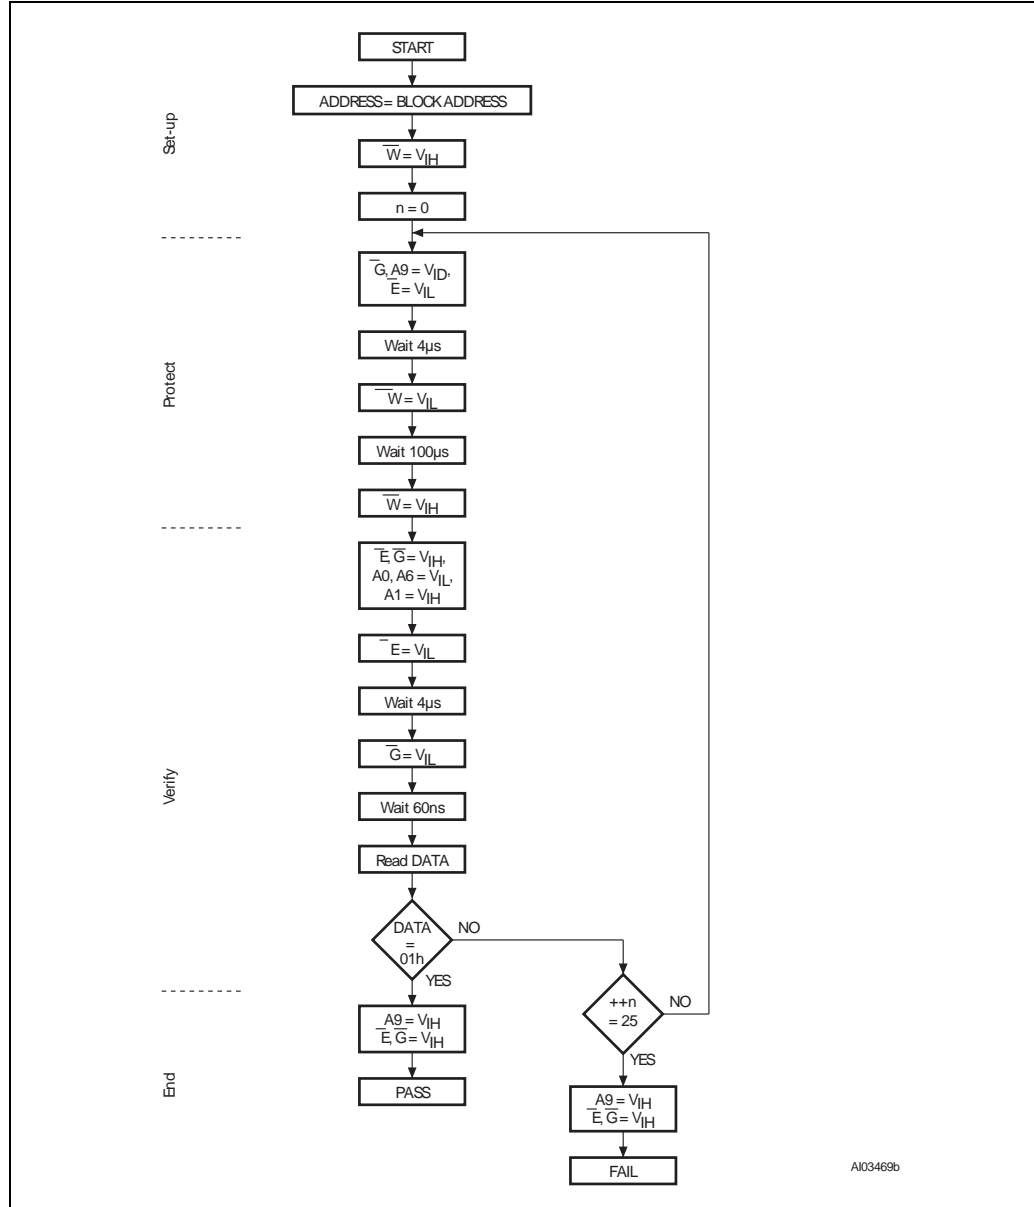 START
ADDRESS = BLOCK ADDRESS
Set-up
W̅ = VIH
n = 0
G̅, A9 = VID,
E̅ = VIL
Wait 4µs
Protect
W̅ = VIL
Wait 100µs
W̅ = VIH
E̅, G̅ = VIH,
A0, A6 = VIL,
A1 = VIH
E̅ = VIL
Wait 4µs
G̅ = VIL
Verify
Wait 60ns
Read DATA
DATA
=
01h
NO
YES
++n
= 25
NO
YES
A9 = VIH
E̅, G̅ = VIH
End
PASS
A9 = VIH
E̅, G̅ = VIH
FAIL
AI03469b